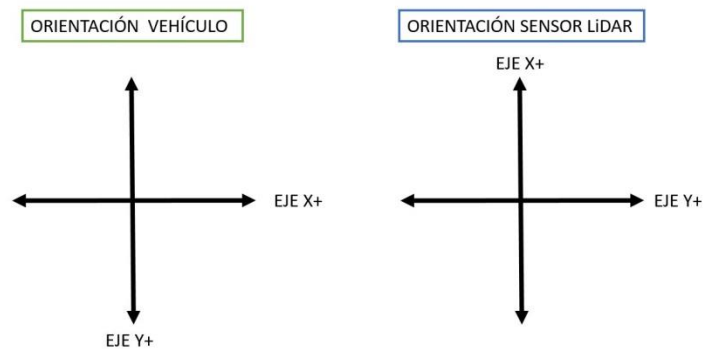 ORIENTACIÓN VEHÍCULO
ORIENTACIÓN SENSOR LiDAR
EJE X+
EJE X+
EJE Y+
EJE Y+